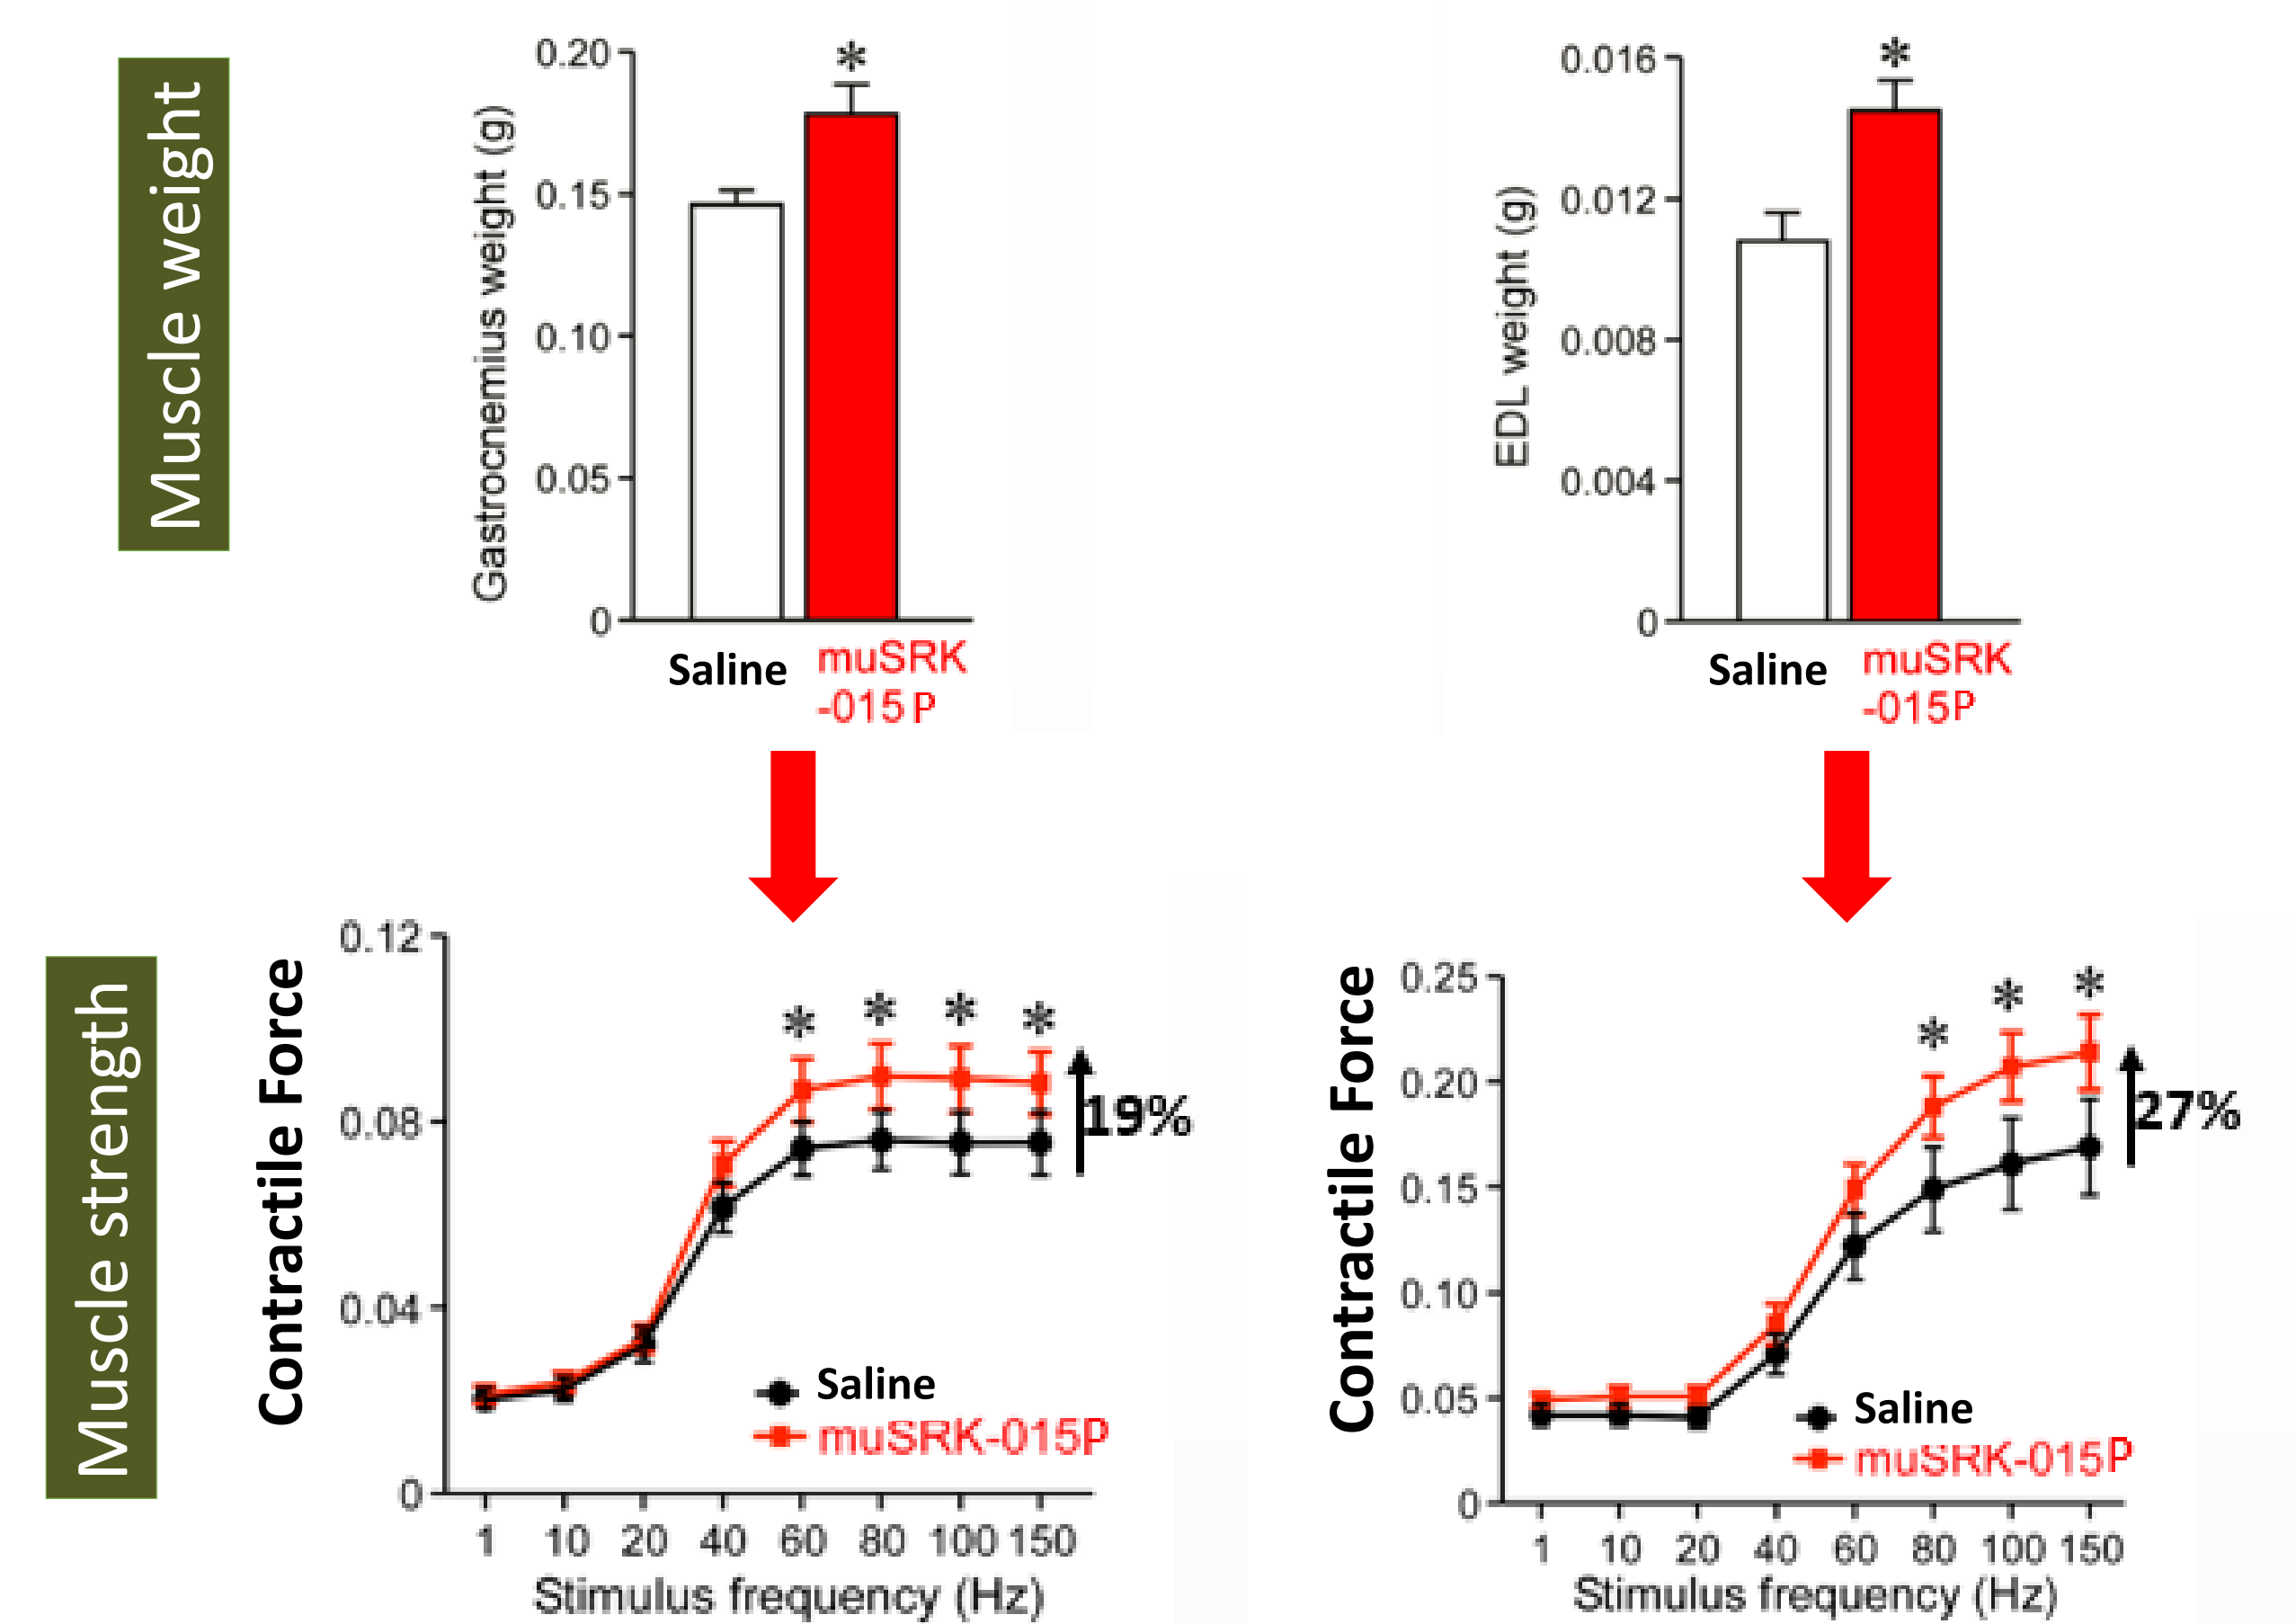 Muscle weight
Gastrocnemius weight (g)
0.20
0.15
0.10
0.05
0
*
Saline
muSRK
-015P
EDL weight (g)
0.016
0.012
0.008
0.004
0
*
Saline
muSRK
-015P
Muscle strength
Contractile Force
0.12
0.08
0.04
0
* * * *
19%
Saline
muSRK-015P
1 10 20 40 60 80 100 150
Stimulus frequency (Hz)
Contractile Force
0.25
0.20
0.15
0.10
0.05
0
* * *
27%
Saline
muSRK-015P
1 10 20 40 60 80 100 150
Stimulus frequency (Hz)